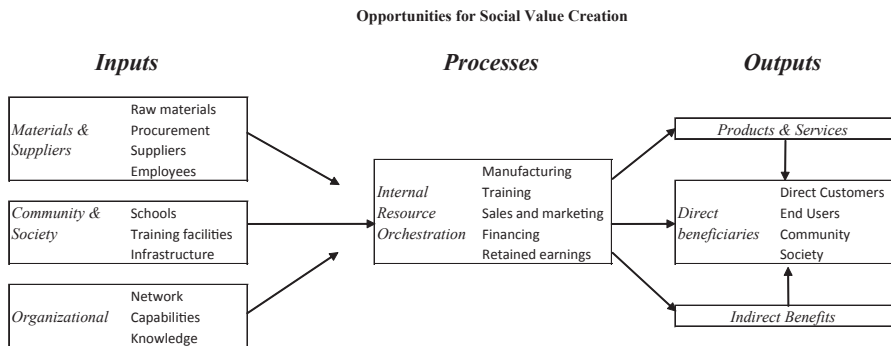 Opportunities for Social Value Creation
Inputs
Processes
Outputs
Materials &
Suppliers
Raw materials
Procurement
Suppliers
Employees
Community &
Society
Schools
Training facilities
Infrastructure
Organizational
Network
Capabilities
Knowledge
Internal
Resource
Orchestration
Manufacturing
Training
Sales and marketing
Financing
Retained earnings
Products & Services
Direct
beneficiaries
Direct Customers
End Users
Community
Society
Indirect Benefits